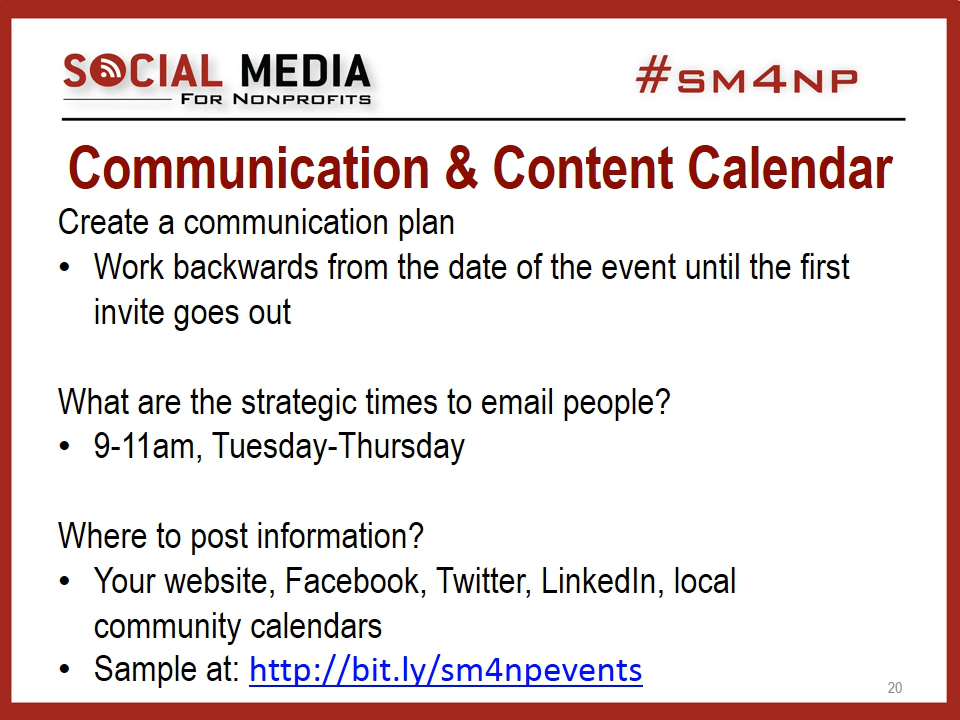 SOCIAL MEDIA
FOR NONPROFITS
#SM4NP
Communication & Content Calendar
Create a communication plan
• Work backwards from the date of the event until the first
invite goes out
What are the strategic times to email people?
• 9-11am, Tuesday-Thursday
Where to post information?
• Your website, Facebook, Twitter, LinkedIn, local
community calendars
• Sample at: http://bit.ly/sm4npevents
20